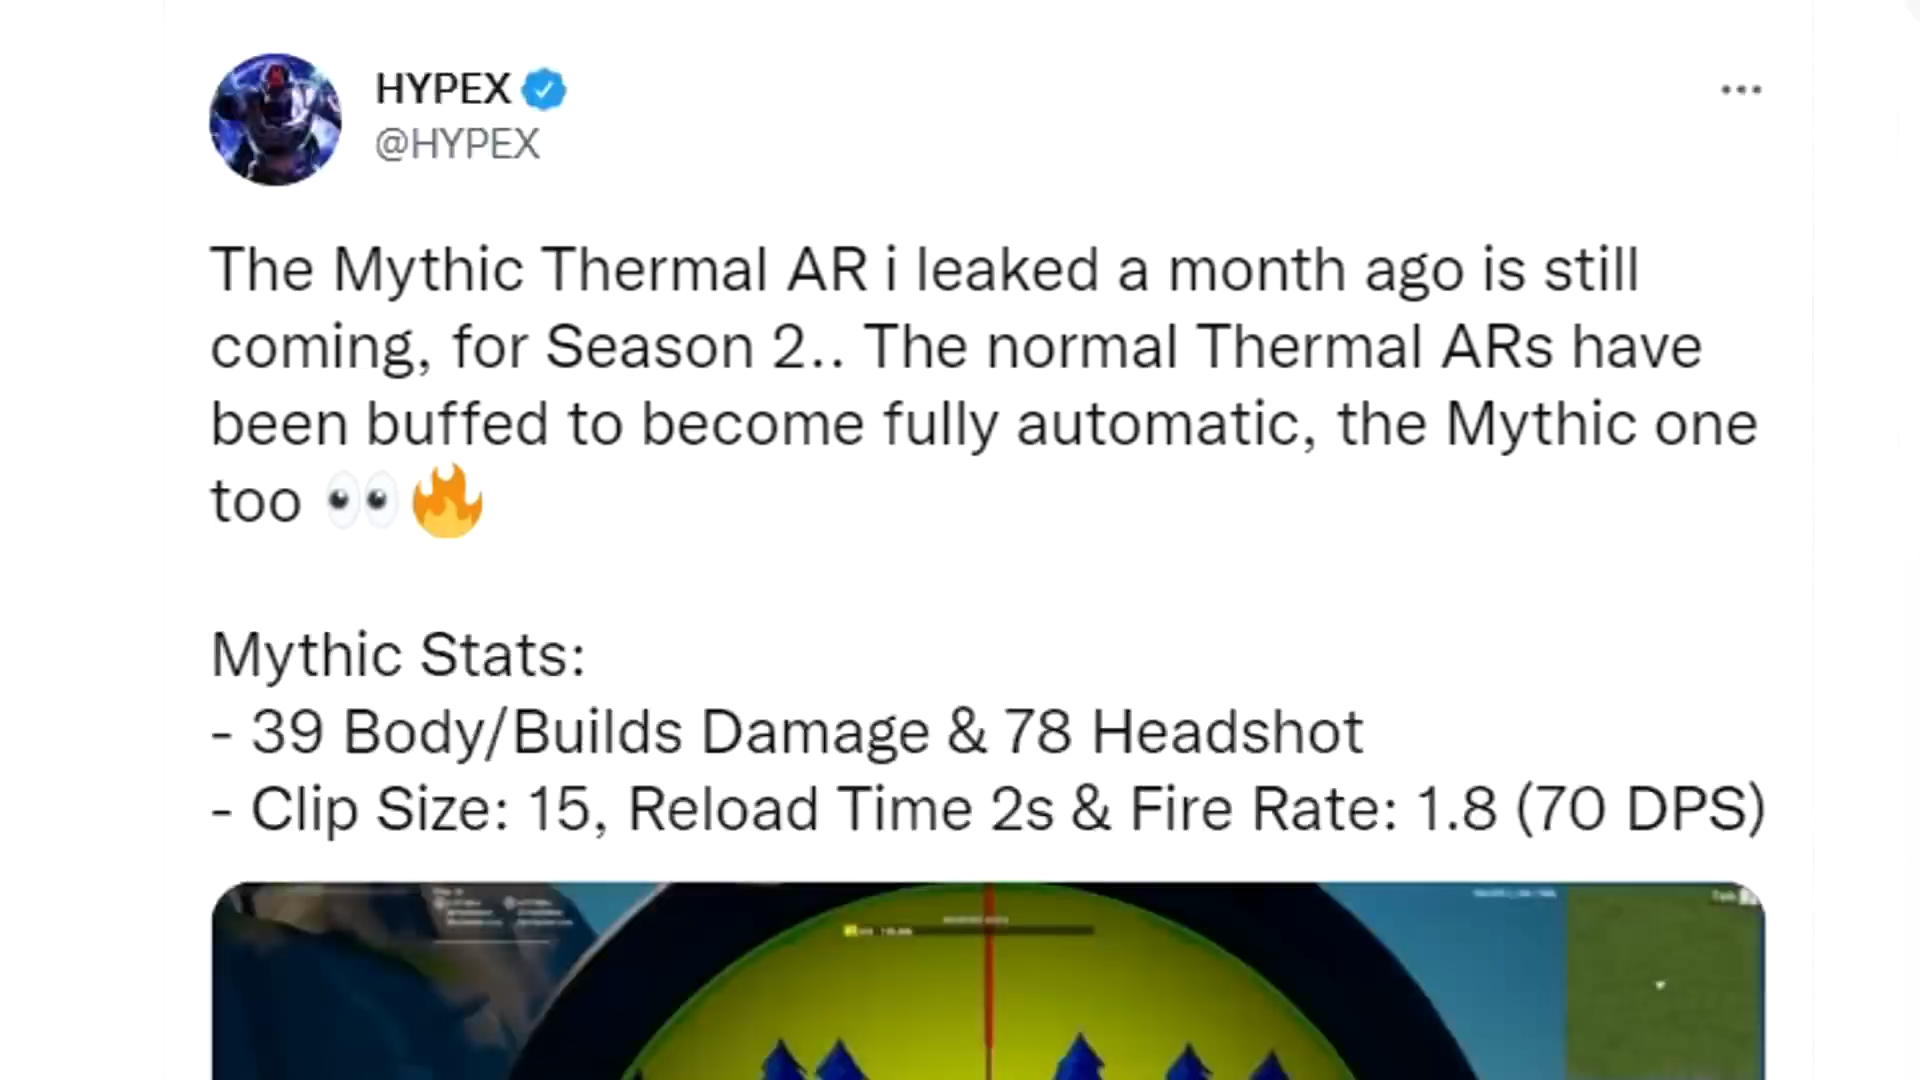 HYPEX
@HYPEX
The Mythic Thermal AR i leaked a month ago is still
coming, for Season 2.. The normal Thermal ARs have
been buffed to become fully automatic, the Mythic one
too 👀🔥
Mythic Stats:
- 39 Body/Builds Damage & 78 Headshot
- Clip Size: 15, Reload Time 2s & Fire Rate: 1.8 (70 DPS)